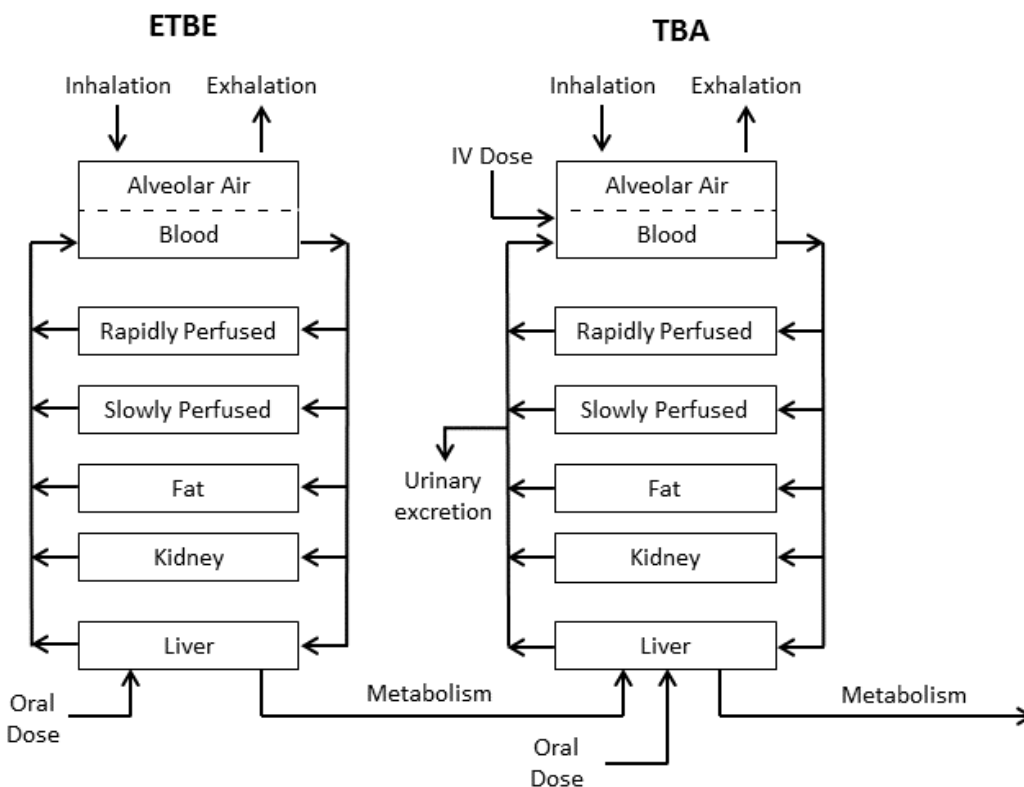 ETBE
Inhalation
Exhalation
Alveolar Air
Blood
Rapidly Perfused
Slowly Perfused
Fat
Kidney
Liver
Oral
Dose
Metabolism
TBA
Inhalation
Exhalation
IV Dose
Alveolar Air
Blood
Rapidly Perfused
Slowly Perfused
Urinary
excretion
Fat
Kidney
Liver
Oral
Dose
Metabolism